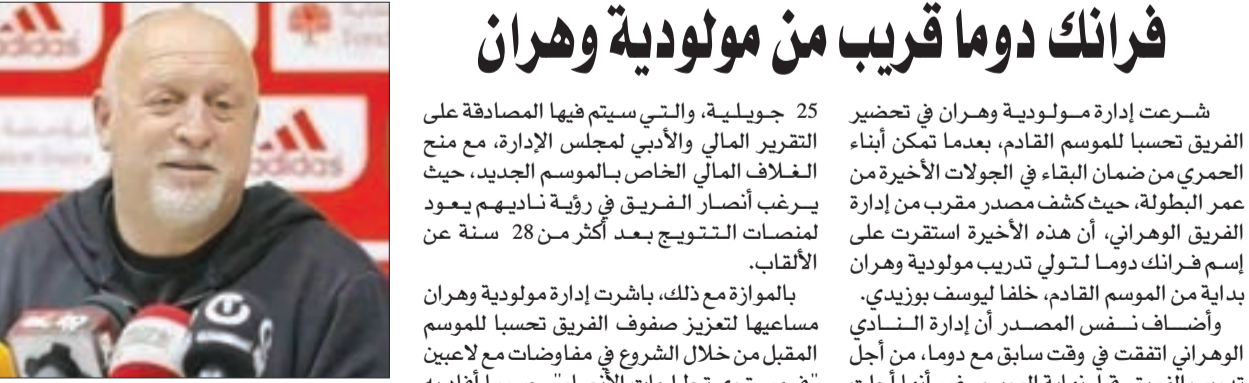 فرانك دوما قريب من مولودية وهران
شرعت إدارة مولودية وهران في تحضير
الفريق تحسبا للموسم القادم، بعدما تمكن أبناء
الحمري من ضمان البقاء في الجولات الأخيرة من
عمر البطولة، حيث كشف مصدر مقرب من إدارة
الفريق الوهراني، أن هذه الأخيرة استقرت على
إسم فرانك دوما لتولي تدريب مولودية وهران
بداية من الموسم القادم، خلفا ليوسف بوزيدي.
وأضاف نفس المصدر أن إدارة النادي
الوهراني اتفقت في وقت سابق مع دوما، من أجل
25 جويلية، والتي سيتم فيها المصادقة على
التقرير المالي والأدبي لمجلس الإدارة، مع منح
الغلاف المالي الخاص بالموسم الجديد، حيث
يرغب أنصار الفريق في رؤية ناديهم يعود
لمنصات التتويج بعد أكثر من 28 سنة عن
الألقاب.
بالموازة مع ذلك، باشرت إدارة مولودية وهران
مساعيها لتعزيز صفوف الفريق تحسبا للموسم
المقبل من خلال الشروع في مفاوضات مع لاعبين
adidas
adidas